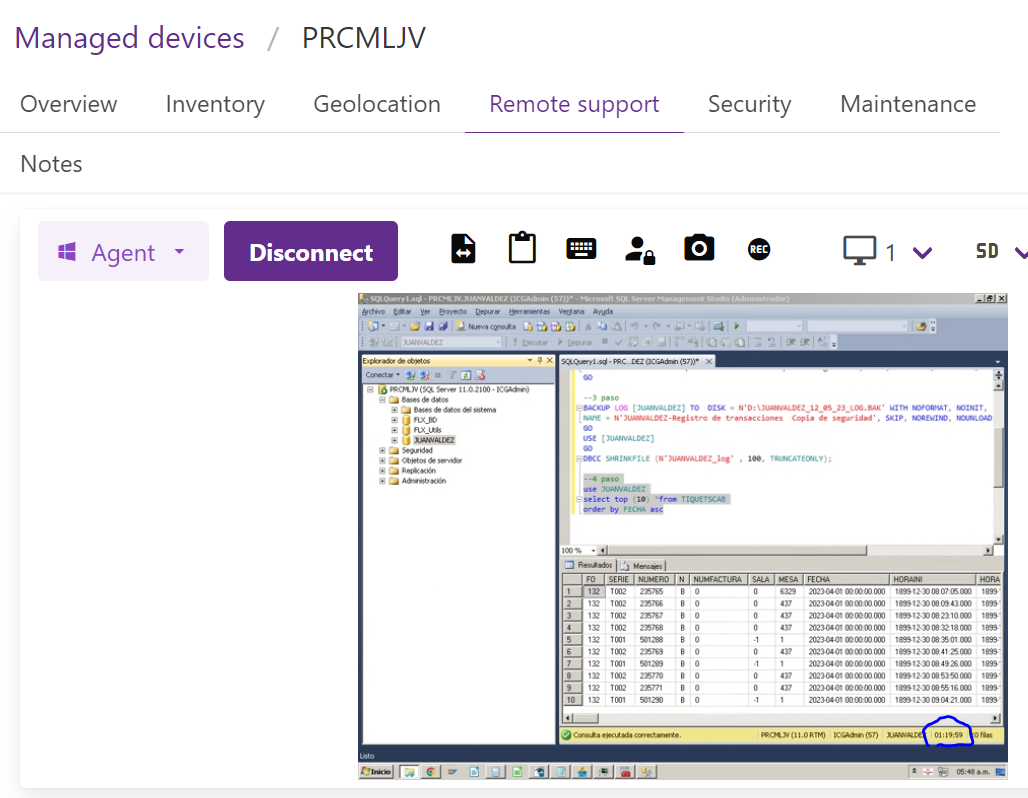 Managed devices / PRCMLJV
Overview Inventory Geolocation Remote support Security Maintenance
Notes
Agent Disconnect REC 1 SD
SQLQuery1.sql - PRCMLJV.JUANVALDEZ (ICGAdmin (57))* - Microsoft SQL Server Management Studio (Administrador)
Archivo Editar Ver Proyecto Depurar Herramientas Ventana Ayuda
Nueva consulta
JUANVALDEZ Ejecutar Depurar
Explorador de objetos
Conectar
PRCMLJV (SQL Server 11.0.2100 - ICGAdmin)
Bases de datos
Bases de datos del sistema
FLX_BD
FLX_Utils
JUANVALDEZ
Seguridad
Objetos de servidor
Replicación
Administración
SQLQuery1.sql - PRC...DEZ (ICGAdmin (57))*
GO
--3 paso
BACKUP LOG [JUANVALDEZ] TO DISK = N'D:\JUANVALDEZ_12_05_23_LOG.BAK' WITH NOFORMAT, NOINIT,
NAME = N'JUANVALDEZ-Registro de transacciones Copia de seguridad', SKIP, NOREWIND, NOUNLOAD
GO
USE [JUANVALDEZ]
GO
DBCC SHRINKFILE (N'JUANVALDEZ_log' , 100, TRUNCATEONLY);
--4 paso
use JUANVALDEZ
select top (10) *from TIQUETSCAB
order by FECHA asc
100 %
Resultados Mensajes
FO SERIE NUMERO N NUMFACTURA SALA MESA FECHA HORAINI HORA
1 132 T002 235765 B 0 0 6329 2023-04-01 00:00:00.000 1899-12-30 08:07:05.000 1899-
2 132 T002 235766 B 0 0 437 2023-04-01 00:00:00.000 1899-12-30 08:09:43.000 1899-
3 132 T002 235767 B 0 0 437 2023-04-01 00:00:00.000 1899-12-30 08:23:10.000 1899-
4 132 T002 235768 B 0 0 437 2023-04-01 00:00:00.000 1899-12-30 08:32:18.000 1899-
5 132 T001 501288 B 0 -1 1 2023-04-01 00:00:00.000 1899-12-30 08:35:01.000 1899-
6 132 T002 235769 B 0 0 437 2023-04-01 00:00:00.000 1899-12-30 08:41:25.000 1899-
7 132 T001 501289 B 0 -1 1 2023-04-01 00:00:00.000 1899-12-30 08:49:26.000 1899-
8 132 T002 235770 B 0 0 437 2023-04-01 00:00:00.000 1899-12-30 08:53:50.000 1899-
9 132 T002 235771 B 0 0 437 2023-04-01 00:00:00.000 1899-12-30 08:55:16.000 1899-
10 132 T001 501290 B 0 -1 1 2023-04-01 00:00:00.000 1899-12-30 09:04:21.000 1899-
Consulta ejecutada correctamente. PRCMLJV (11.0 RTM) ICGAdmin (57) JUANVALDEZ 01:19:59 filas
Listo
Inicio 05:48 a.m.